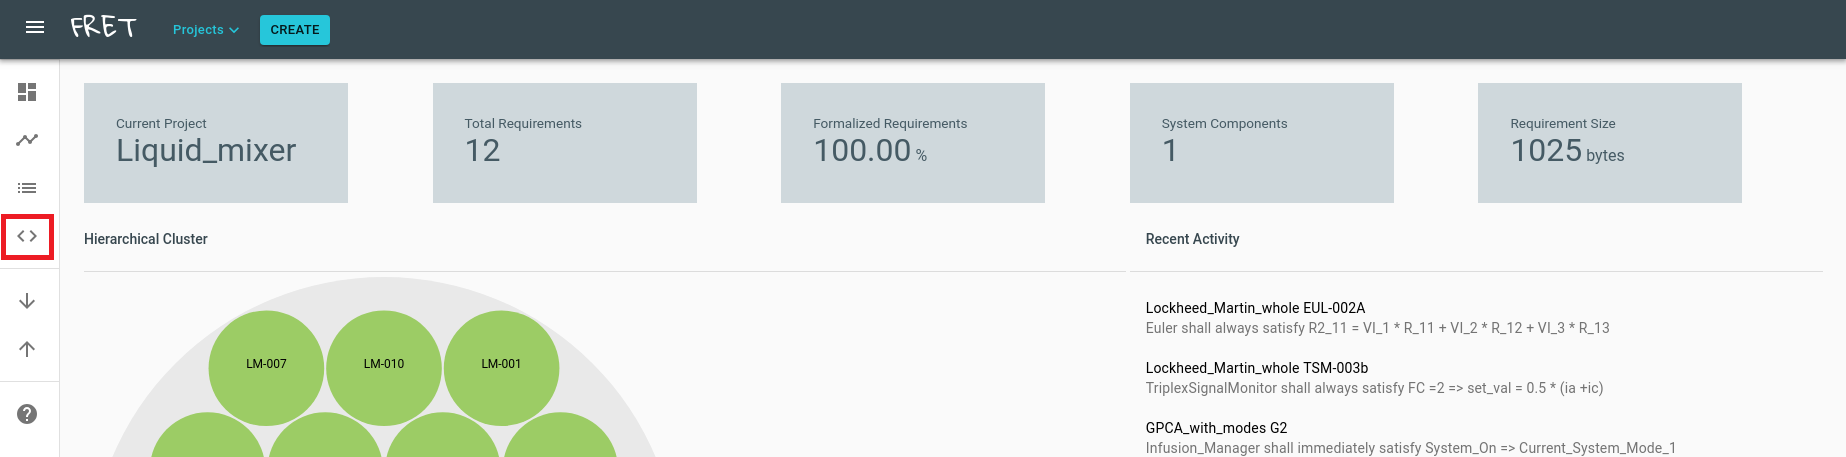 FRET
Projects
CREATE
Current Project
Liquid_mixer
Total Requirements
12
Formalized Requirements
100.00 %
System Components
1
Requirement Size
1025 bytes
Hierarchical Cluster
LM-007
LM-010
LM-001
Recent Activity
Lockheed_Martin_whole EUL-002A
Euler shall always satisfy R2_11 = VI_1 * R_11 + VI_2 * R_12 + VI_3 * R_13
Lockheed_Martin_whole TSM-003b
TriplexSignalMonitor shall always satisfy FC =2 => set_val = 0.5 * (ia +ic)
GPCA_with_modes G2
Infusion_Manager shall immediately satisfy System_On => Current_System_Mode_1